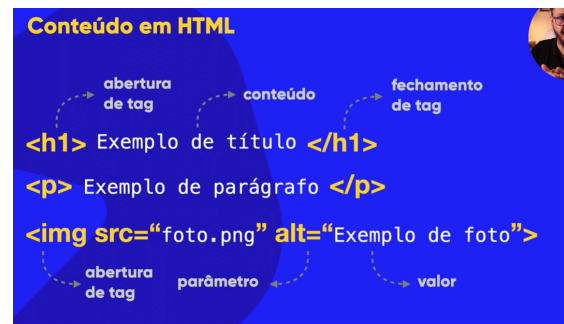 Conteúdo em HTML
abertura
de tag
conteúdo
fechamento
de tag
<h1> Exemplo de título </h1>
<p> Exemplo de parágrafo </p>
<img src=“foto.png” alt=“Exemplo de foto”>
abertura
de tag
parâmetro
valor